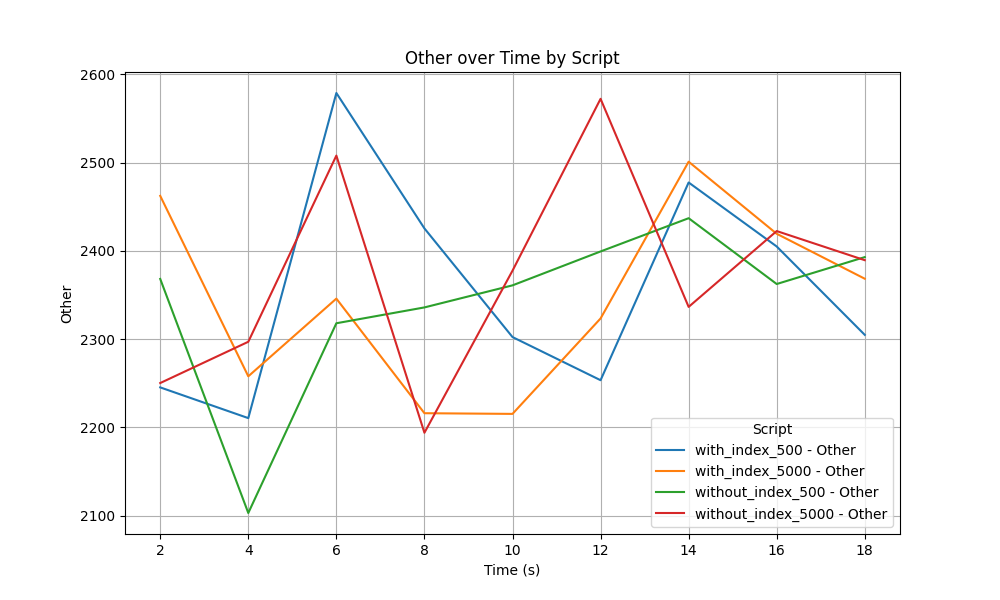 Other over Time by Script
2600
2500
2400
2300
2200
2100
Other
2 4 6 8 10 12 14 16 18
Time (s)
Script
with_index_500 - Other
with_index_5000 - Other
without_index_500 - Other
without_index_5000 - Other